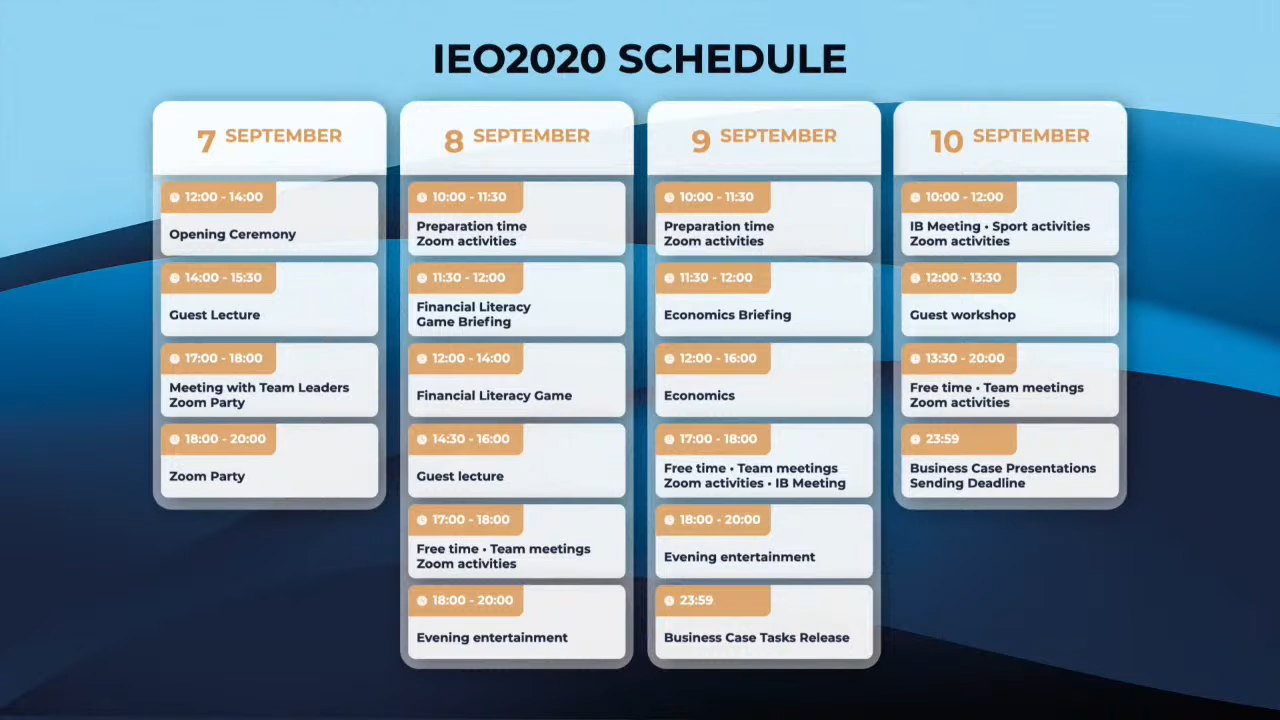 IEO2020 SCHEDULE
7 SEPTEMBER
12:00 - 14:00
Opening Ceremony
14:00 - 15:30
Guest Lecture
17:00 - 18:00
Meeting with Team Leaders
Zoom Party
18:00 - 20:00
Zoom Party
8 SEPTEMBER
10:00 - 11:30
Preparation time
Zoom activities
11:30 - 12:00
Financial Literacy
Game Briefing
12:00 - 14:00
Financial Literacy Game
14:30 - 16:00
Guest lecture
17:00 - 18:00
Free time • Team meetings
Zoom activities
18:00 - 20:00
Evening entertainment
9 SEPTEMBER
10:00 - 11:30
Preparation time
Zoom activities
11:30 - 12:00
Economics Briefing
12:00 - 16:00
Economics
17:00 - 18:00
Free time • Team meetings
Zoom activities • IB Meeting
18:00 - 20:00
Evening entertainment
23:59
Business Case Tasks Release
10 SEPTEMBER
10:00 - 12:00
IB Meeting • Sport activities
Zoom activities
12:00 - 13:30
Guest workshop
13:30 - 20:00
Free time • Team meetings
Zoom activities
23:59
Business Case Presentations
Sending Deadline